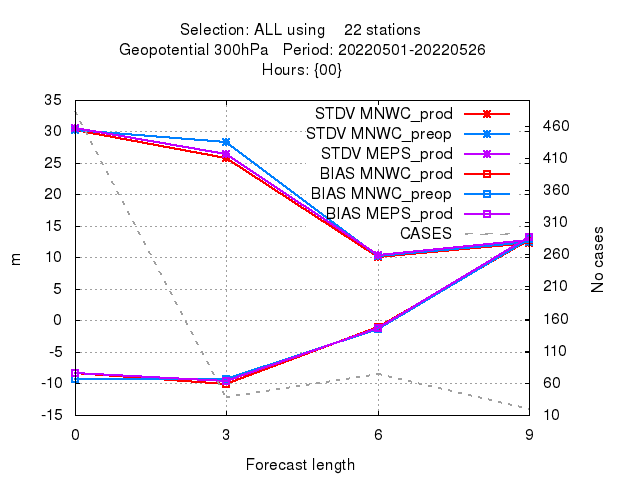 Selection: ALL using    22 stations
Geopotential 300hPa   Period: 20220501-20220526
Hours: {00}
35
30
25
20
15
10
5
0
-5
-10
-15
m
STDV MNWC_prod
STDV MNWC_preop
STDV MEPS_prod
BIAS MNWC_prod
BIAS MNWC_preop
BIAS MEPS_prod
CASES
460
410
360
310
260
210
160
110
60
10
No cases
0
3
6
9
Forecast length